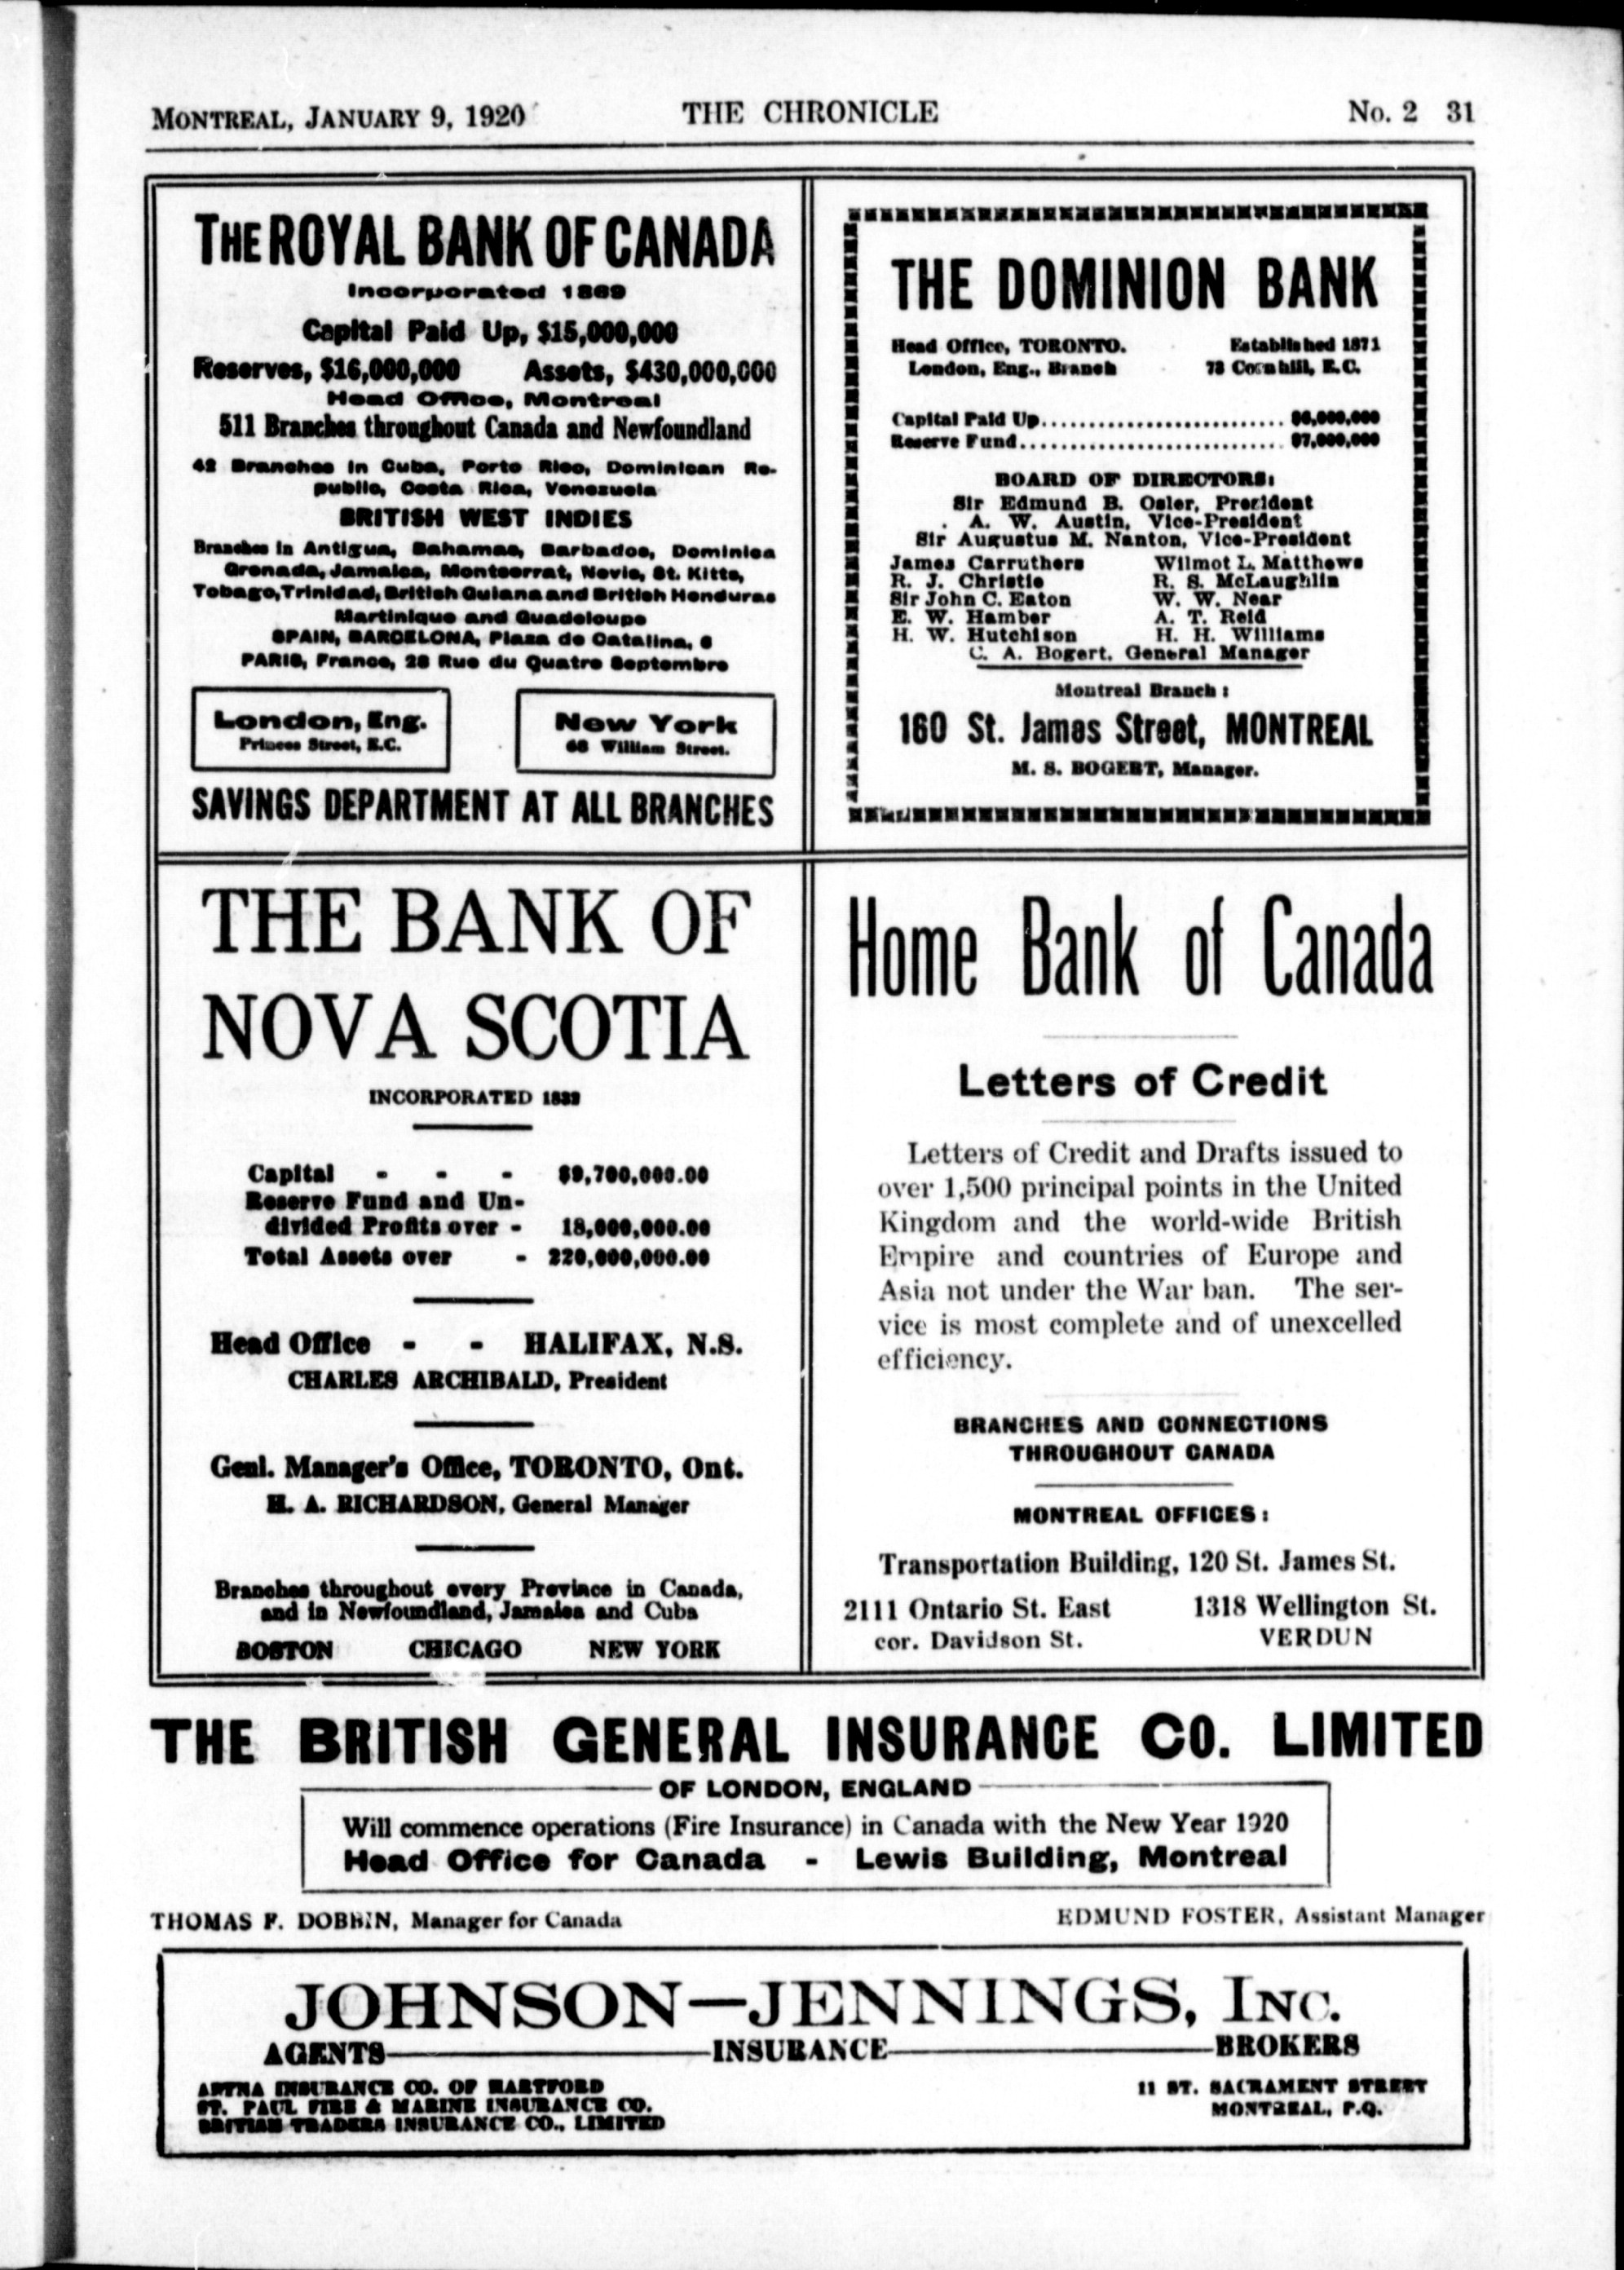 MONTREAL, JANUARY 9, 1920
THE CHRONICLE
No. 2 31
THE ROYAL BANK OF CANADA
Incorporated 1869
Capital Paid Up, $15,000,000
Reserves, $16,000,000 Assets, $430,000,000
Head Office, Montreal
511 Branches throughout Canada and Newfoundland
42 Branches in Cuba, Porto Rico, Dominican Re-
public, Costa Rica, Venezuela
BRITISH WEST INDIES
Branches in Antigua, Bahamas, Barbados, Dominica
Grenada, Jamaica, Montserrat, Nevis, St. Kitts,
Tobago, Trinidad, British Guiana and British Honduras
Martinique and Guadeloupe
SPAIN, BARCELONA, Plaza de Catalina, 6
PARIS, France, 28 Rue du Quatre Septembre
London, Eng.
Princes Street, E.C.
New York
68 William Street.
SAVINGS DEPARTMENT AT ALL BRANCHES
THE DOMINION BANK
Head Office, TORONTO. Established 1871
London, Eng., Branch 73 Cornhill, E.C.
Capital Paid Up.......................... $6,000,000
Reserve Fund............................ $7,000,000
BOARD OF DIRECTORS:
Sir Edmund B. Osler, President
A. W. Austin, Vice-President
Sir Augustus M. Nanton, Vice-President
James Carruthers Wilmot L. Matthews
R. J. Christie R. S. McLaughlin
Sir John C. Eaton W. W. Near
E. W. Hamber A. T. Reid
H. W. Hutchison H. H. Williams
C. A. Bogert, General Manager
Montreal Branch:
160 St. James Street, MONTREAL
M. S. BOGERT, Manager.
THE BANK OF
NOVA SCOTIA
INCORPORATED 1832
Capital - - - $9,700,000.00
Reserve Fund and Un-
divided Profits over - 18,000,000.00
Total Assets over - 220,000,000.00
Head Office - - HALIFAX, N.S.
CHARLES ARCHIBALD, President
Genl. Manager's Office, TORONTO, Ont.
H. A. RICHARDSON, General Manager
Branches throughout every Province in Canada,
and in Newfoundland, Jamaica and Cuba
BOSTON CHICAGO NEW YORK
Home Bank of Canada
Letters of Credit
Letters of Credit and Drafts issued to
over 1,500 principal points in the United
Kingdom and the world-wide British
Empire and countries of Europe and
Asia not under the War ban. The ser-
vice is most complete and of unexcelled
efficiency.
BRANCHES AND CONNECTIONS
THROUGHOUT CANADA
MONTREAL OFFICES:
Transportation Building, 120 St. James St.
2111 Ontario St. East 1318 Wellington St.
cor. Davidson St. VERDUN
THE BRITISH GENERAL INSURANCE CO. LIMITED
OF LONDON, ENGLAND
Will commence operations (Fire Insurance) in Canada with the New Year 1920
Head Office for Canada - Lewis Building, Montreal
THOMAS F. DOBBIN, Manager for Canada EDMUND FOSTER, Assistant Manager
JOHNSON—JENNINGS, INC.
AGENTS——INSURANCE——BROKERS
AETNA INSURANCE CO. OF HARTFORD
ST. PAUL FIRE & MARINE INSURANCE CO.
BRITISH TRADERS INSURANCE CO., LIMITED
11 ST. SACRAMENT STREET
MONTREAL, P.Q.